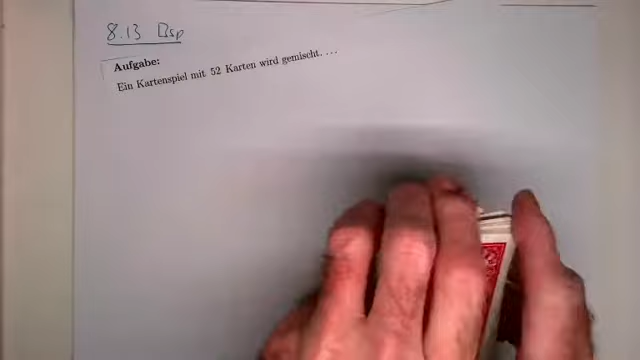 8.13 Bsp
Aufgabe:
Ein Kartenspiel mit 52 Karten wird gemischt. ...